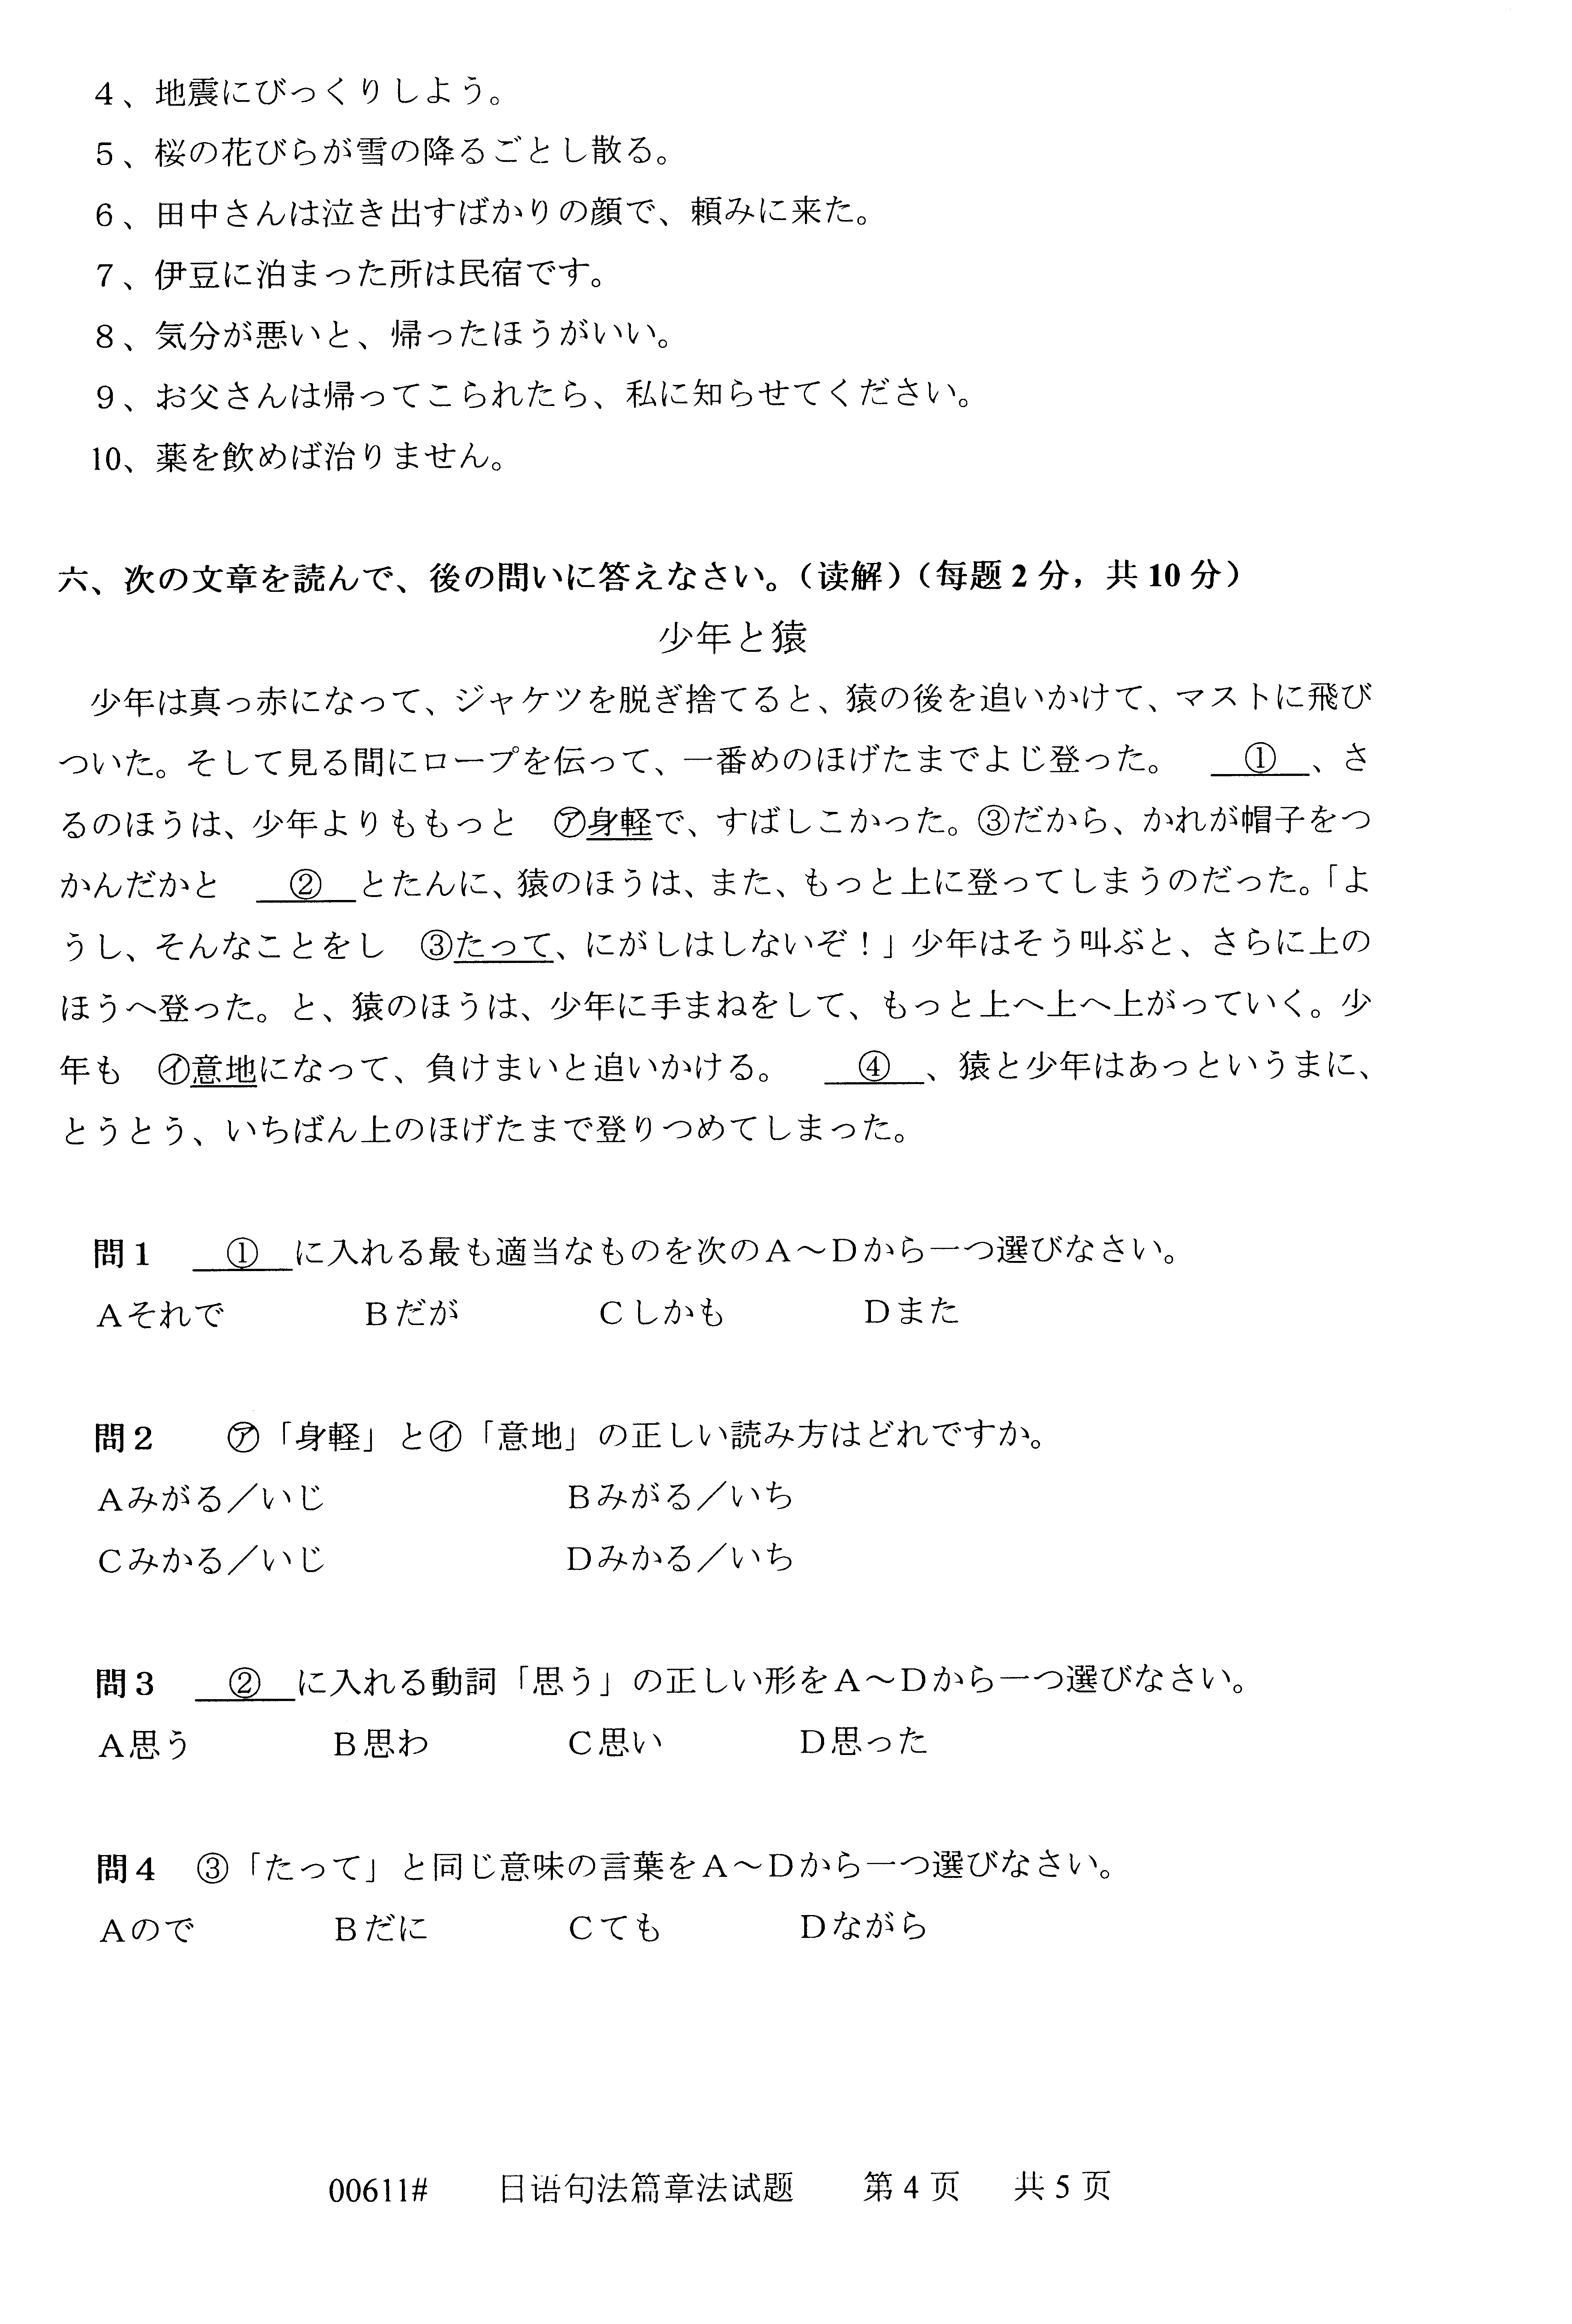 4、地震にびっくりしよう。
5、桜の花びらが雪の降るごとし散る。
6、田中さんは泣き出すばかりの顔で、頼みに来た。
7、伊豆に泊まった所は民宿です。
8、気分が悪いと、帰ったほうがいい。
9、お父さんは帰ってこられたら、私に知らせてください。
10、薬を飲めば治りません。
六、次の文章を読んで、後の問いに答えなさい。（读解）（每题2分，共10分）
少年と猿
少年は真っ赤になって、ジャケツを脱ぎ捨てると、猿の後を追いかけて、マストに飛び
ついた。そして見る間にロープを伝って、一番めのほげたまでよじ登った。　①　、さ
るのほうは、少年よりももっと　㋐身軽で、すばしこかった。③だから、かれが帽子をつ
かんだかと　②　とたんに、猿のほうは、また、もっと上に登ってしまうのだった。「よ
うし、そんなことをし　③たって、にがしはしないぞ！」少年はそう叫ぶと、さらに上の
ほうへ登った。と、猿のほうは、少年に手まねをして、もっと上へ上へ上がっていく。少
年も　㋑意地になって、負けまいと追いかける。　④　、猿と少年はあっというまに、
とうとう、いちばん上のほげたまで登りつめてしまった。
問1　①　に入れる最も適当なものを次のA～Dから一つ選びなさい。
Aそれで　Bだが　Cしかも　Dまた
問2　㋐「身軽」と㋑「意地」の正しい読み方はどれですか。
Aみがる／いじ　Bみがる／いち
Cみかる／いじ　Dみかる／いち
問3　②　に入れる動詞「思う」の正しい形をA～Dから一つ選びなさい。
A思う　B思わ　C思い　D思った
問4　③「たって」と同じ意味の言葉をA～Dから一つ選びなさい。
Aので　Bだに　Cても　Dながら
00611#　日语句法篇章法试题　第4页　共5页